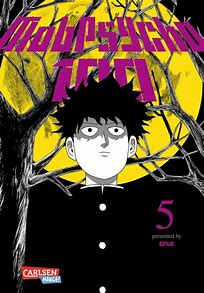 Mob Psycho
100
5
presented by
ONE
CARLSEN
MANGA!